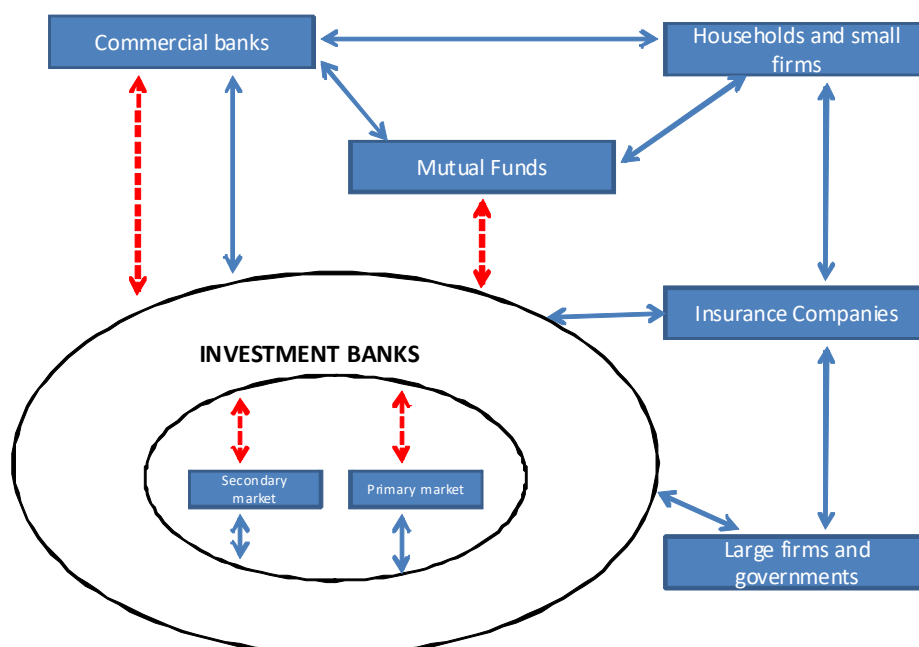 Commercial banks
Households and small
firms
Mutual Funds
Insurance Companies
INVESTMENT BANKS
Secondary
market
Primary market
Large firms and
governments